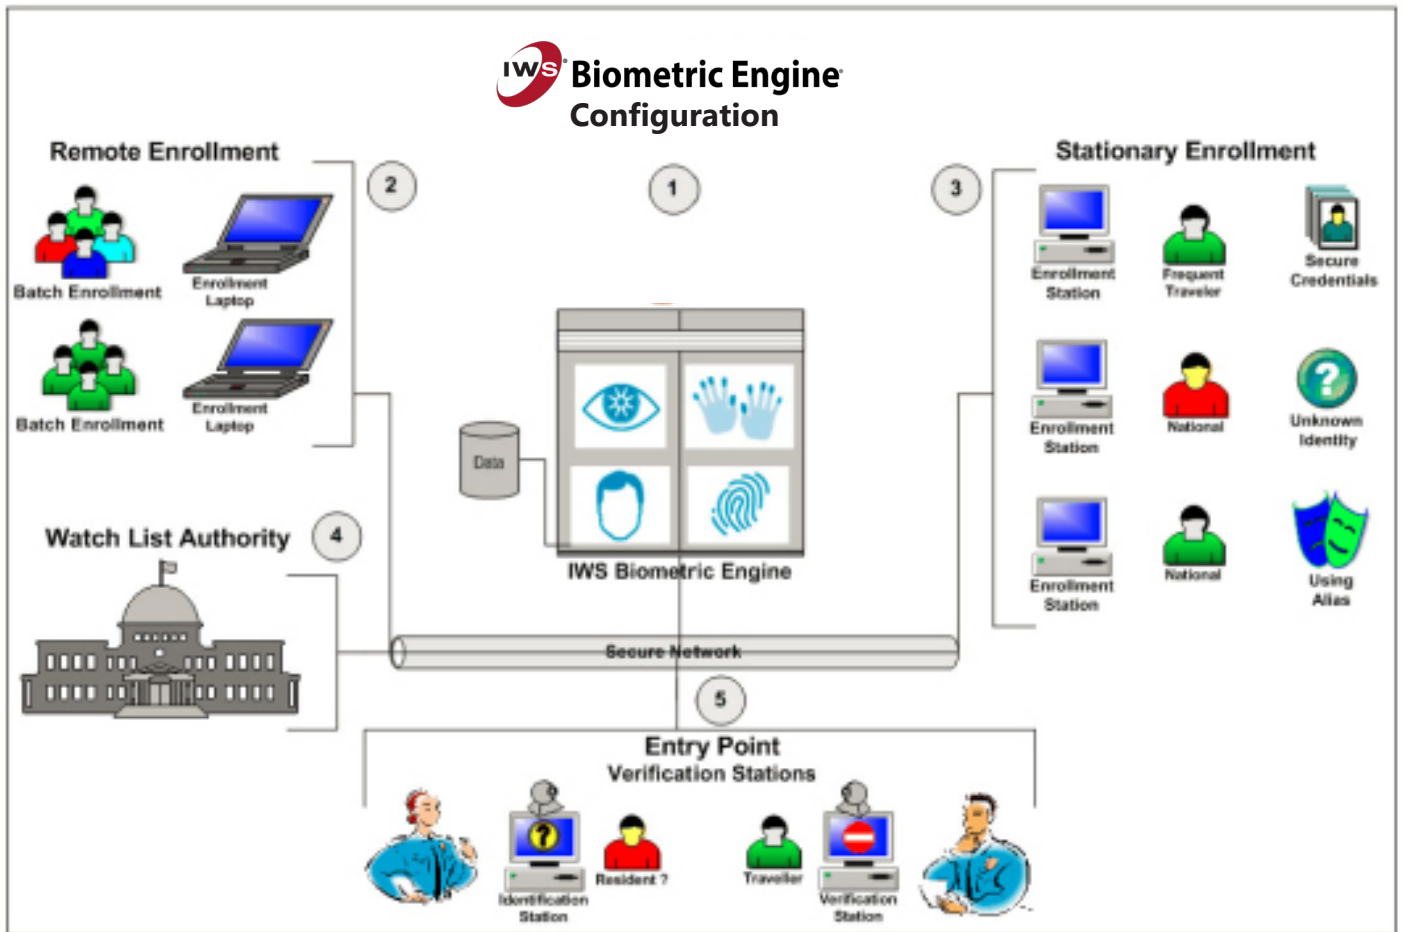 IWS Biometric Engine
Configuration
Remote Enrollment
2
1
3
Stationary Enrollment
Batch Enrollment
Enrollment
Laptop
Batch Enrollment
Enrollment
Laptop
Enrollment
Station
Frequent
Traveler
Secure
Credentials
Enrollment
Station
National
?
Unknown
Identity
Enrollment
Station
National
Using
Alias
Data
IWS Biometric Engine
Watch List Authority
4
Secure Network
5
Entry Point
Verification Stations
?
Identification
Station
Resident ?
Traveller
Verification
Station